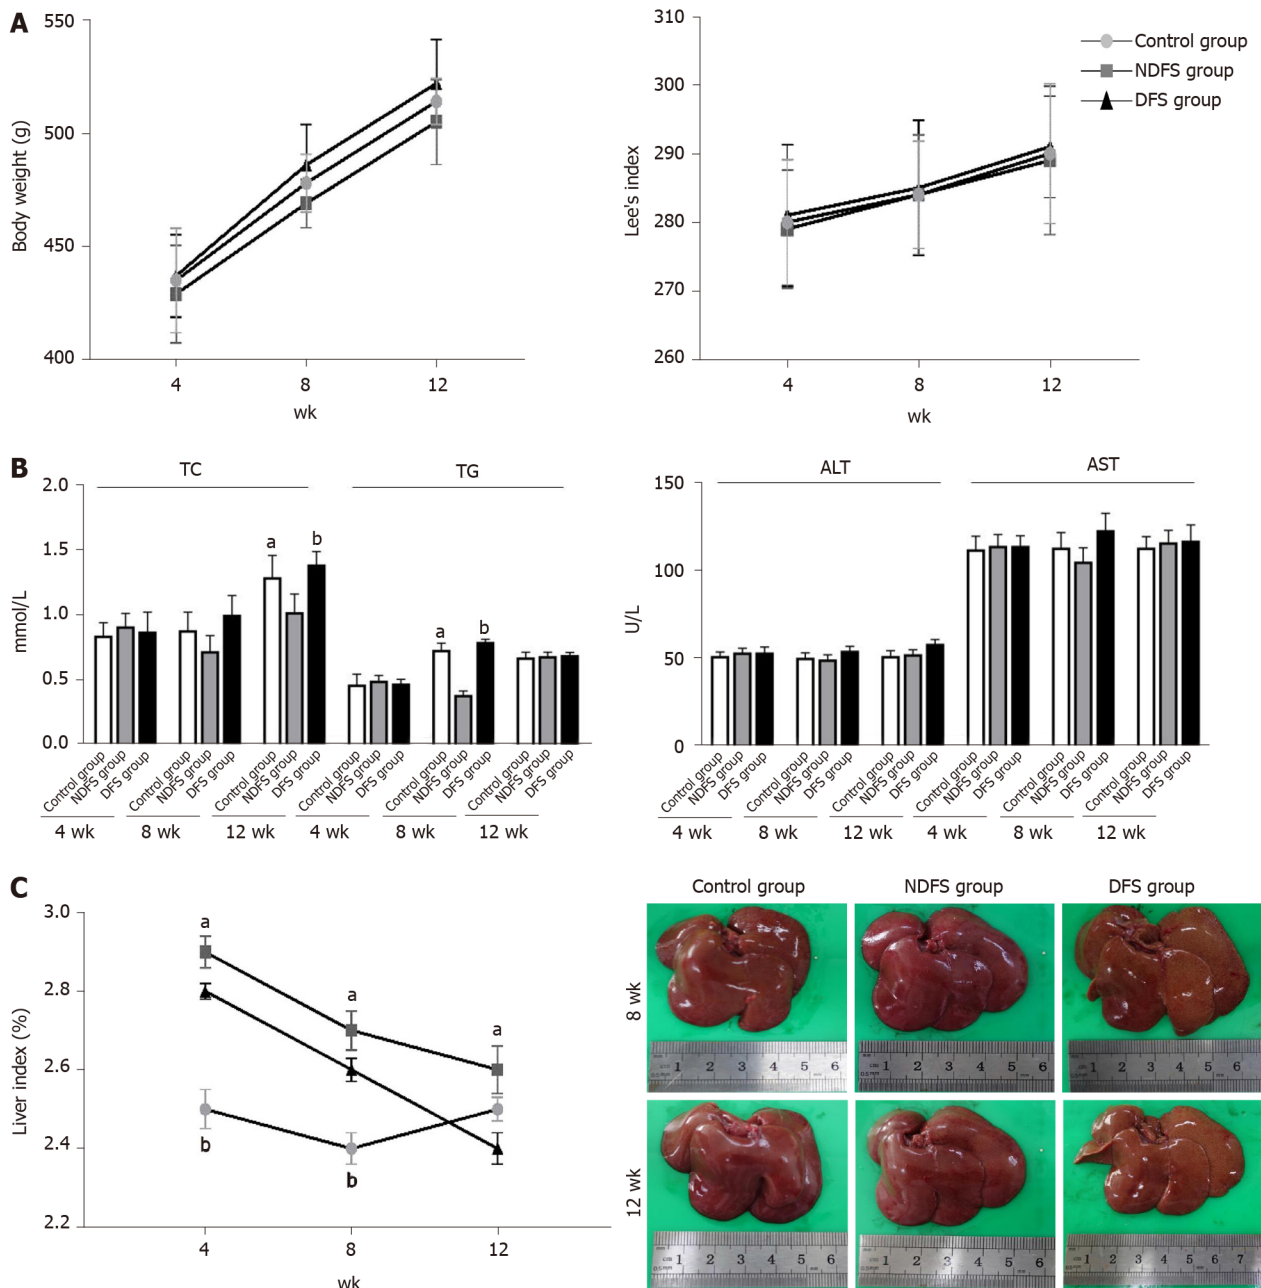 A
550
500
450
400
Body weight (g)
4 8 12
wk
310
300
290
280
270
260
Lee's index
4 8 12
wk
Control group
NDFS group
DFS group
B
TC TG
2.0
1.5
1.0
0.5
0.0
mmol/L
a b a b
Control group NDFS group DFS group Control group NDFS group DFS group Control group NDFS group DFS group Control group NDFS group DFS group Control group NDFS group DFS group Control group NDFS group DFS group
4 wk 8 wk 12 wk 4 wk 8 wk 12 wk
ALT AST
150
100
50
0
U/L
Control group NDFS group DFS group Control group NDFS group DFS group Control group NDFS group DFS group Control group NDFS group DFS group Control group NDFS group DFS group Control group NDFS group DFS group
4 wk 8 wk 12 wk 4 wk 8 wk 12 wk
C
3.0
2.8
2.6
2.4
2.2
Liver index (%)
a
a
a
b
b
4 8 12
wk
Control group NDFS group DFS group
8 wk
1 2 3 4 5 6
1 2 3 4 5 6
1 2 3 4 5 6
12 wk
1 2 3 4 5 6
1 2 3 4 5 6
1 2 3 4 5 6 7